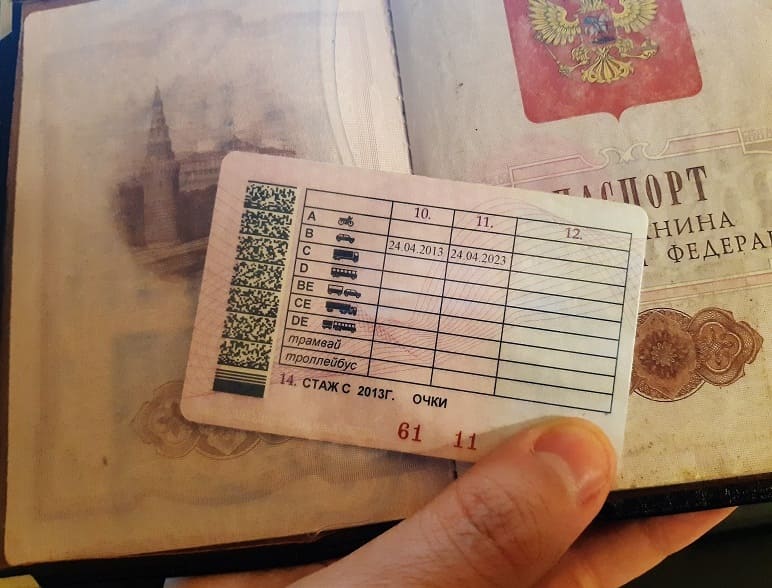 ПАСПОРТ
АНИНА
ФЕДЕРА
10. 11. 12.
A
B 24.04.2013 24.04.2023
C
D
BE
CE
DE
трамвай
троллейбус
14. СТАЖ С 2013Г. ОЧКИ
61 11